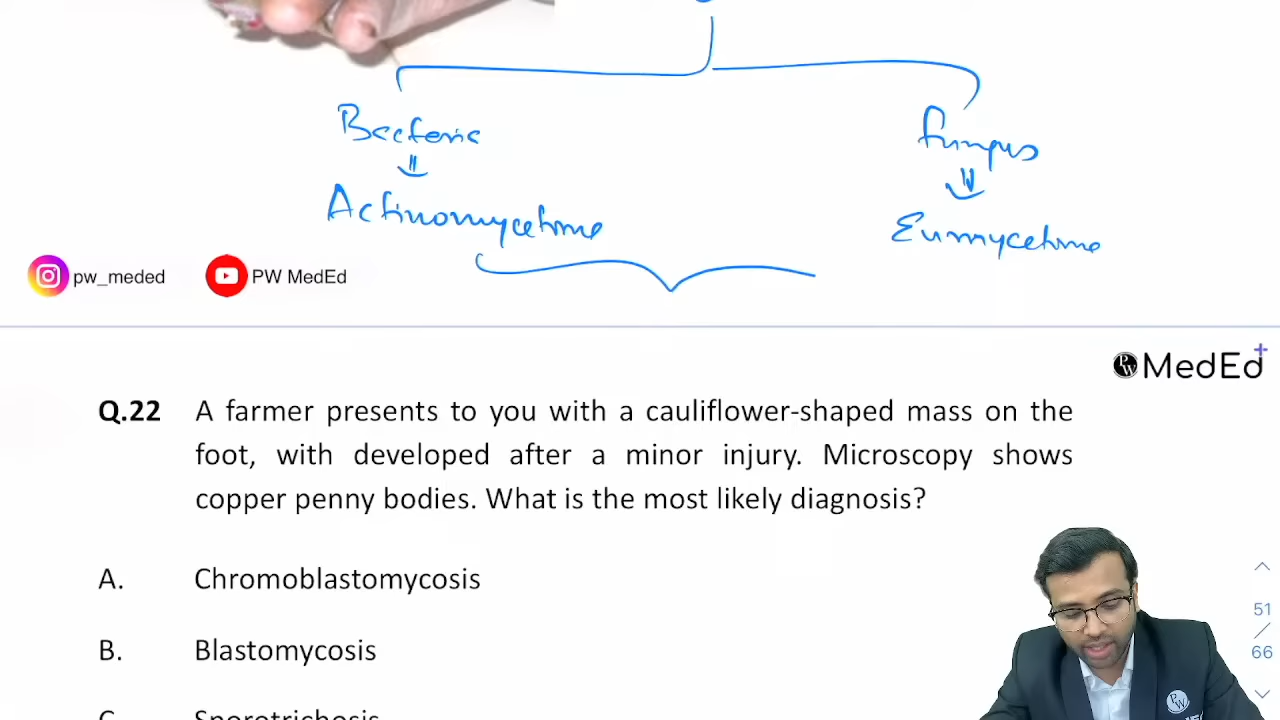 Bacteria
Fungus
Actinomycetoma
Eumycetoma
pw_meded
PW MedEd
MedEd+
Q.22 A farmer presents to you with a cauliflower-shaped mass on the
foot, with developed after a minor injury. Microscopy shows
copper penny bodies. What is the most likely diagnosis?
A. Chromoblastomycosis
B. Blastomycosis
C. Sporotrichosis
51
/
66